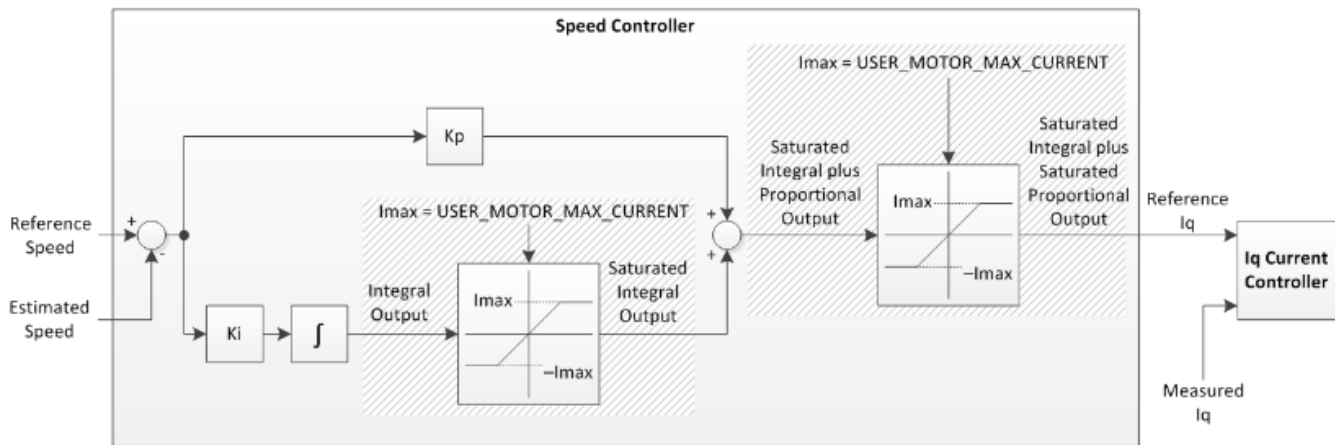 Speed Controller
Imax = USER_MOTOR_MAX_CURRENT
Kp
Saturated
Integral plus
Proportional
Output
Imax
−Imax
Saturated
Integral plus
Saturated
Proportional
Output
Reference
Iq
Iq Current
Controller
Measured
Iq
Reference
Speed
+
-
Estimated
Speed
Imax = USER_MOTOR_MAX_CURRENT
+
+
Ki
∫
Integral
Output
Imax
−Imax
Saturated
Integral
Output